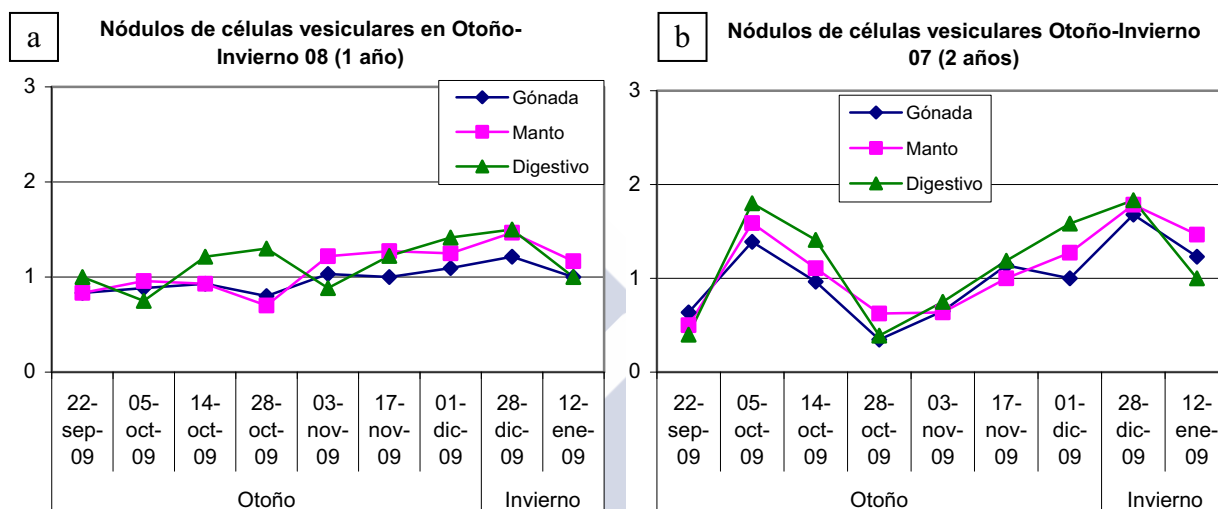 a
Nódulos de células vesiculares en Otoño-
Invierno 08 (1 año)
3
2
1
0
Gónada
Manto
Digestivo
22-
sep-
09
05-
oct-
09
14-
oct-
09
28-
oct-
09
03-
nov-
09
17-
nov-
09
01-
dic-
09
28-
dic-
09
12-
ene-
09
Otoño
Invierno
b
Nódulos de células vesiculares Otoño-Invierno
07 (2 años)
3
2
1
0
Gónada
Manto
Digestivo
22-
sep-
09
05-
oct-
09
14-
oct-
09
28-
oct-
09
03-
nov-
09
17-
nov-
09
01-
dic-
09
28-
dic-
09
12-
ene-
09
Otoño
Invierno